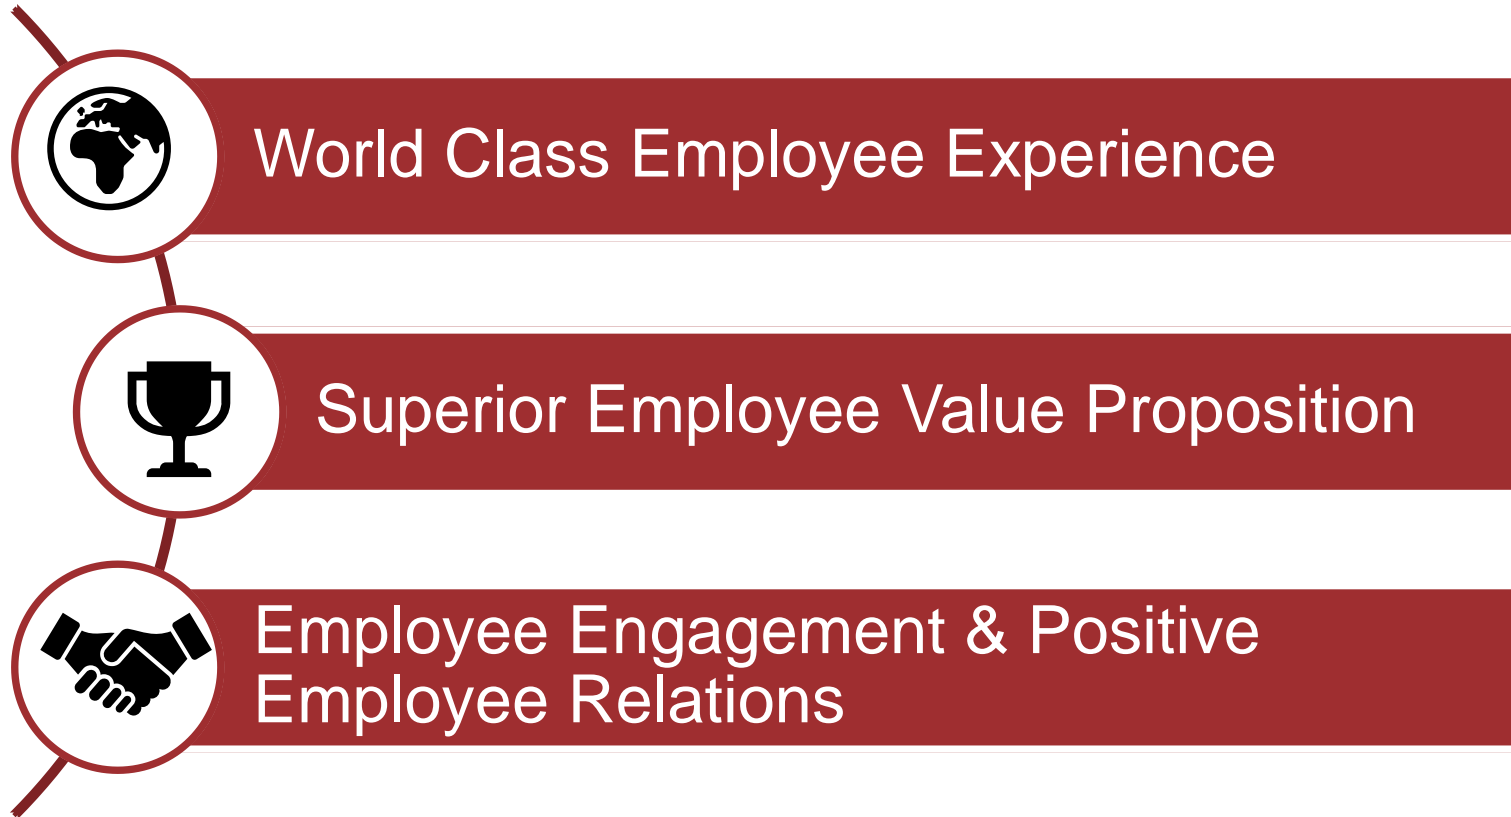 World Class Employee Experience
Superior Employee Value Proposition
Employee Engagement & Positive
Employee Relations